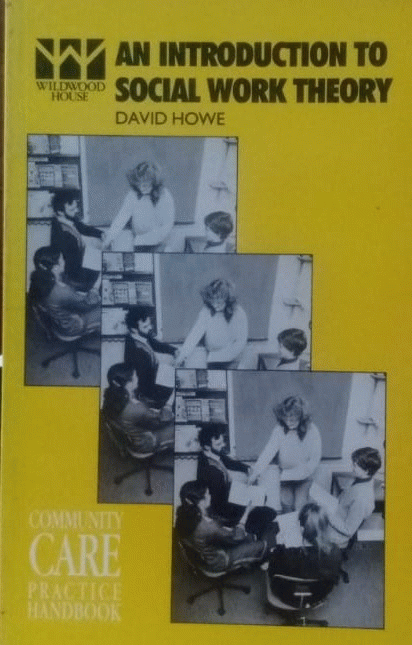 AN INTRODUCTION TO
SOCIAL WORK THEORY
DAVID HOWE
WILDWOOD
HOUSE
COMMUNITY
CARE
PRACTICE
HANDBOOK